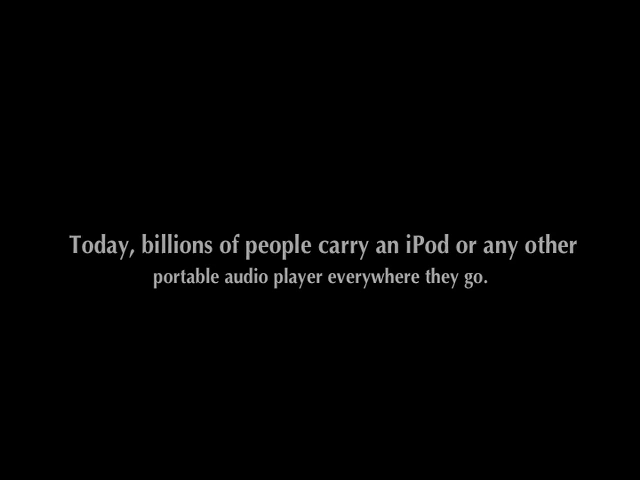 Today, billions of people carry an iPod or any other
portable audio player everywhere they go.